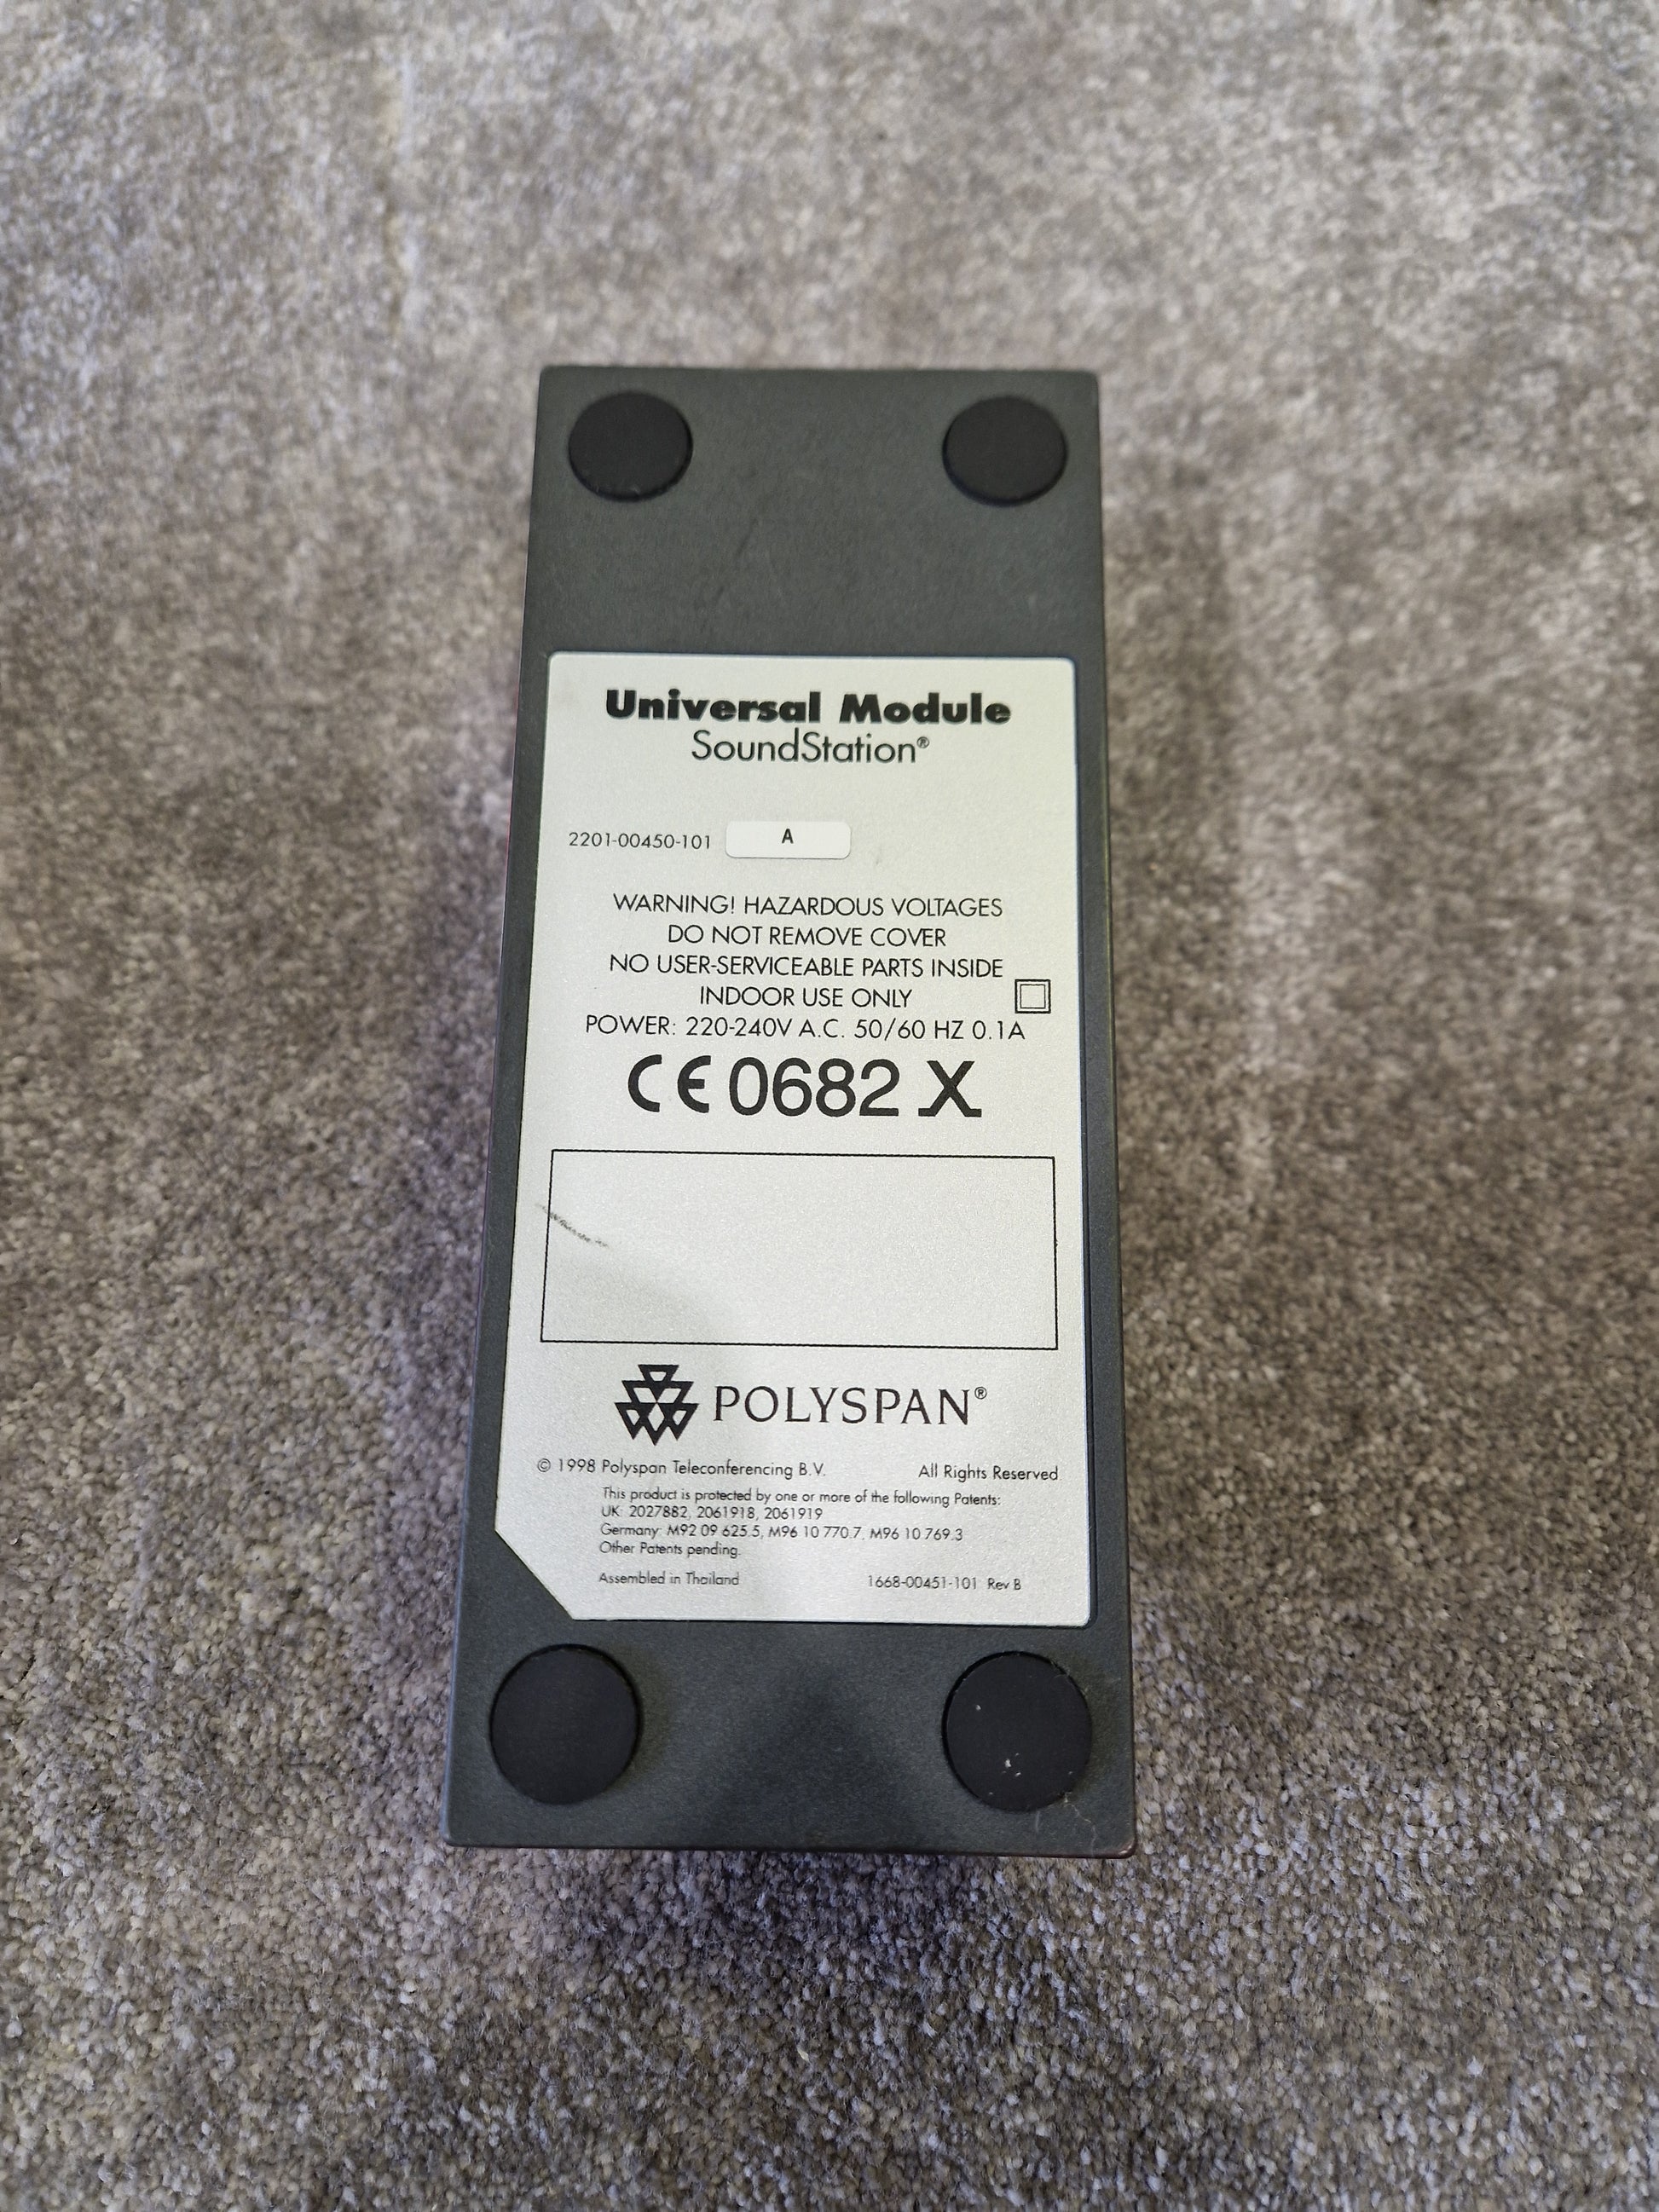 Universal Module
SoundStation®
2201-00450-101 A
WARNING! HAZARDOUS VOLTAGES
DO NOT REMOVE COVER
NO USER-SERVICEABLE PARTS INSIDE
INDOOR USE ONLY
POWER: 220-240V A.C. 50/60 HZ 0.1A
CE 0682 X
POLYSPAN®
© 1998 Polyspan Teleconferencing B.V. All Rights Reserved
This product is protected by one or more of the following Patents:
UK: 2027882, 2061918, 2061919
Germany: M92 09 625.5, M96 10 770.7, M96 10 769.3
Other Patents pending.
Assembled in Thailand 1668-00451-101 Rev B